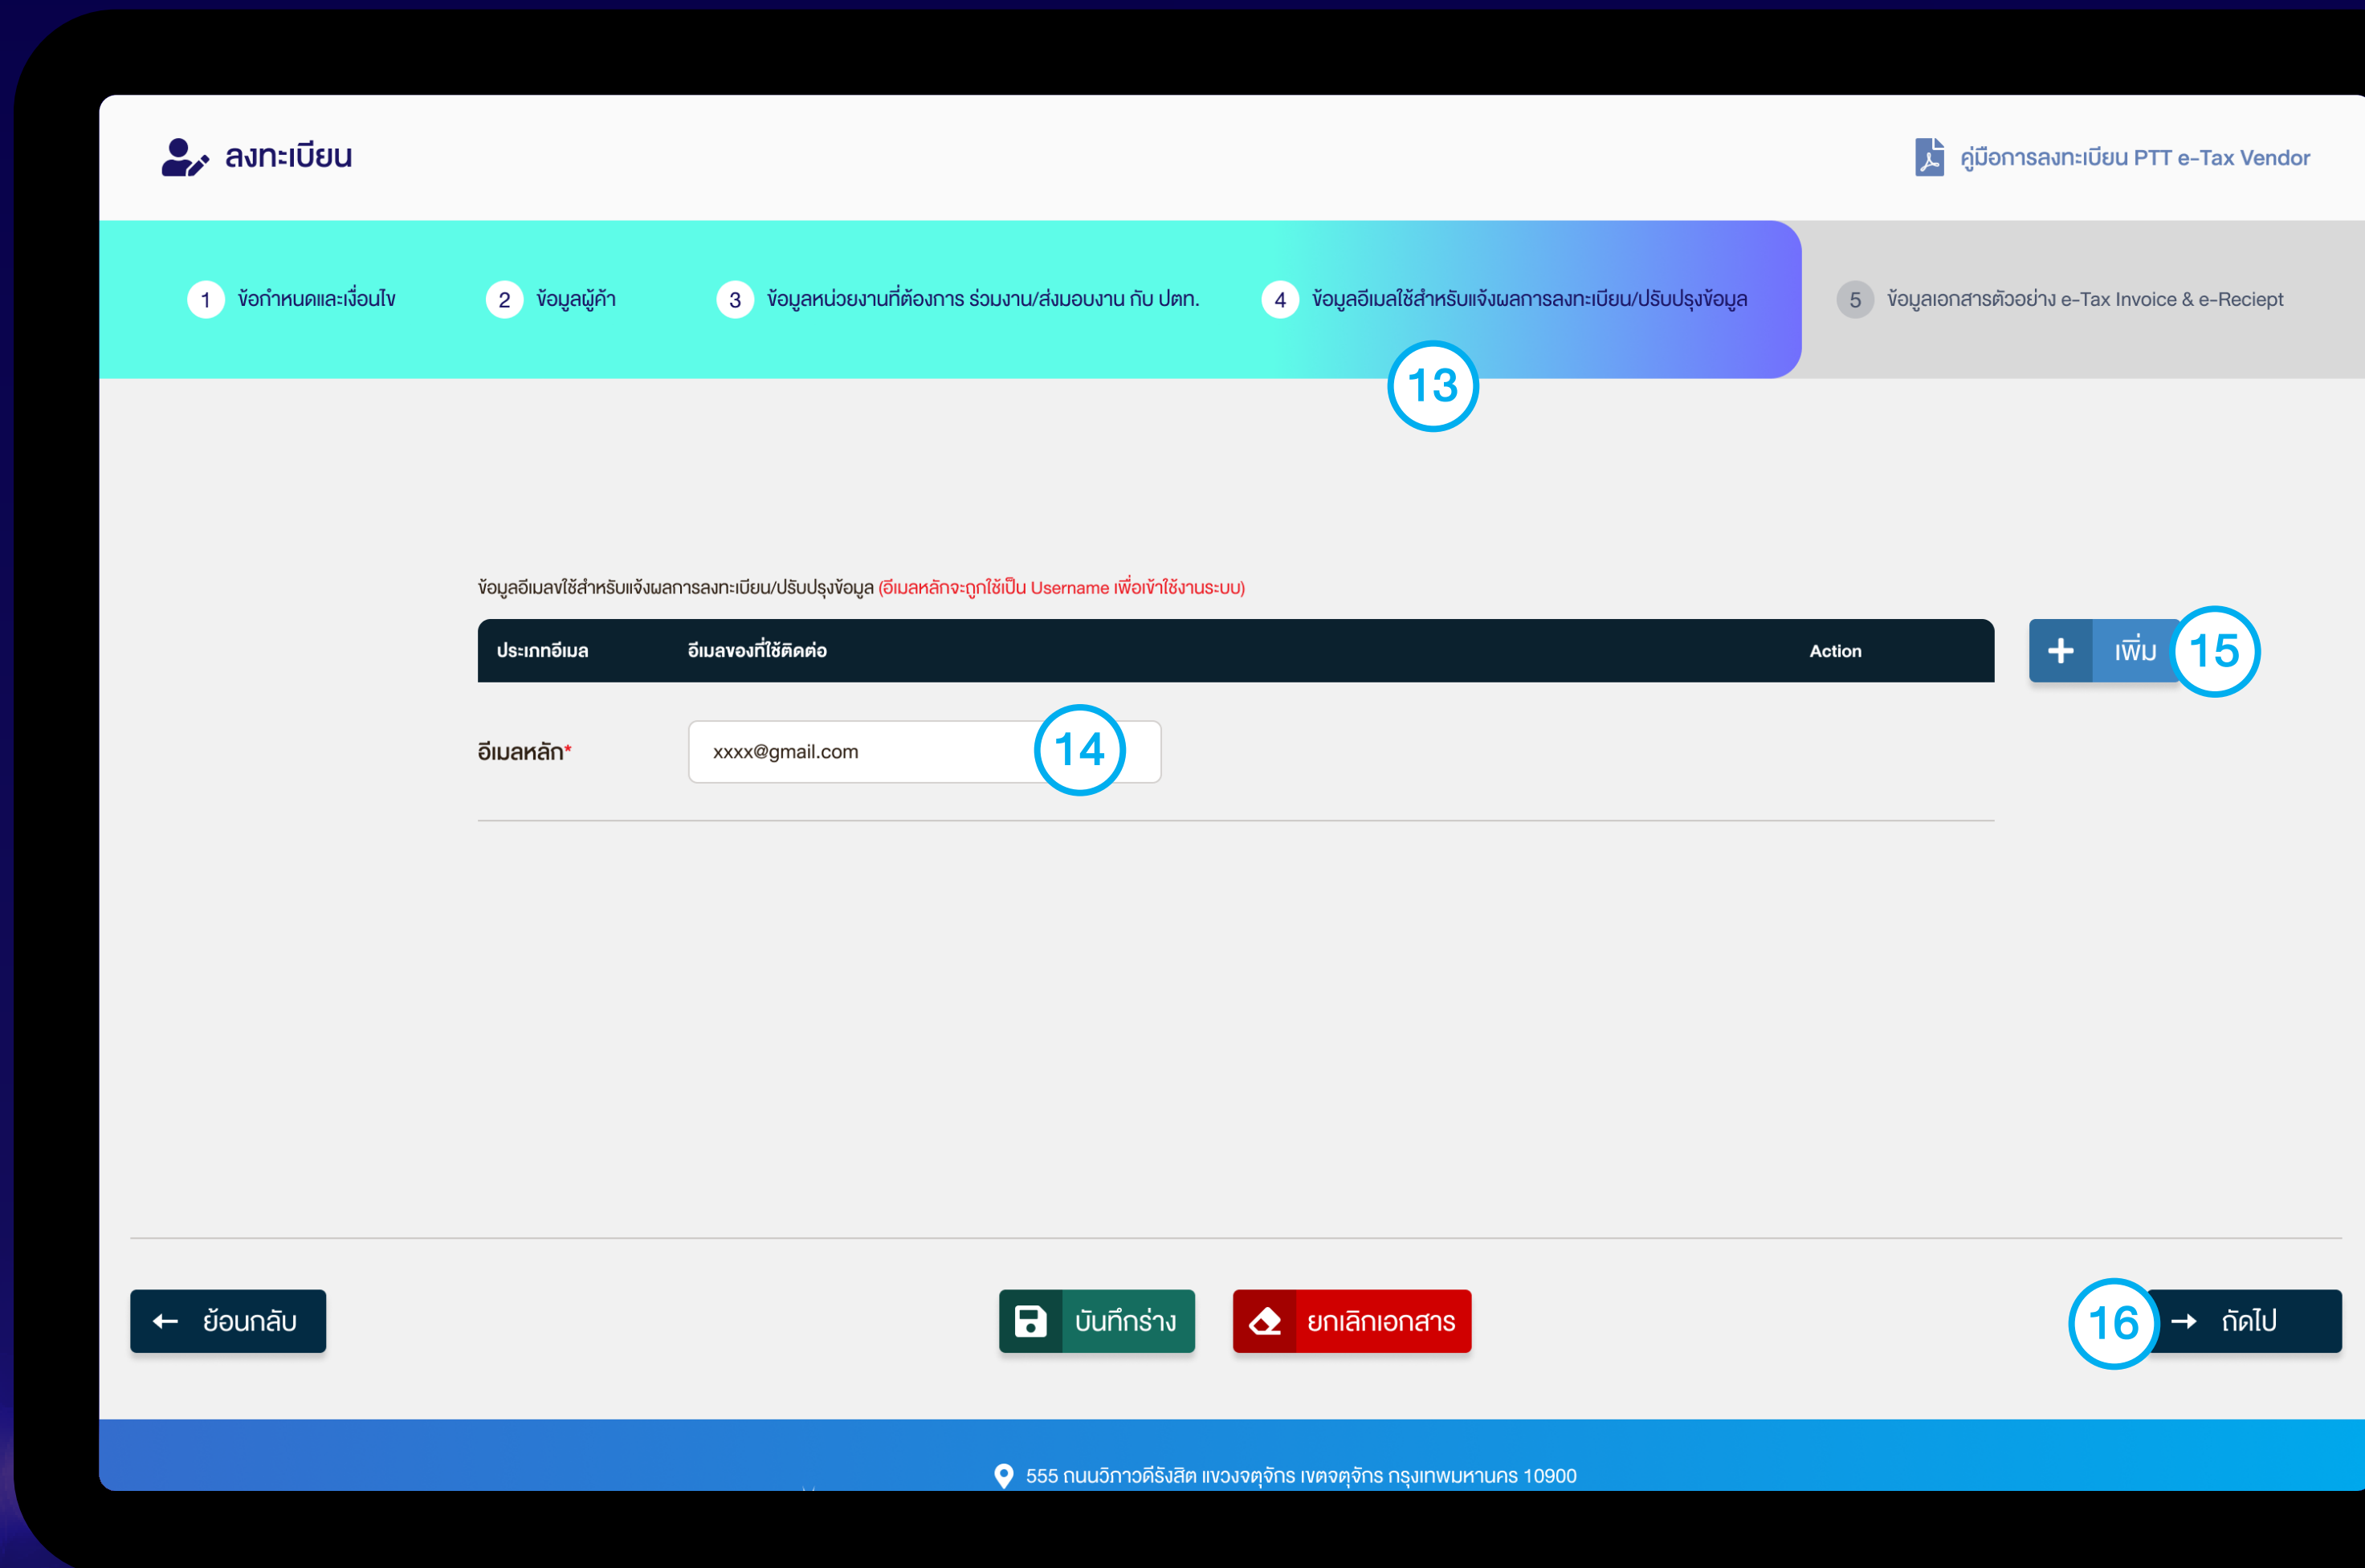 ลงทะเบียน
คู่มือการลงทะเบียน PTT e-Tax Vendor
1 ข้อกำหนดและเงื่อนไข
2 ข้อมูลผู้ค้า
3 ข้อมูลหน่วยงานที่ต้องการ ร่วมงาน/ส่งมอบงาน กับ ปตท.
4 ข้อมูลอีเมลใช้สำหรับแจ้งผลการลงทะเบียน/ปรับปรุงข้อมูล
5 ข้อมูลเอกสารตัวอย่าง e-Tax Invoice & e-Reciept
13
ข้อมูลอีเมลขใช้สำหรับแจ้งผลการลงทะเบียน/ปรับปรุงข้อมูล (อีเมลหลักจะถูกใช้เป็น Username เพื่อเข้าใช้งานระบบ)
ประเภทอีเมล อีเมลของที่ใช้ติดต่อ Action
เพิ่ม 15
อีเมลหลัก* xxxx@gmail.com 14
ย้อนกลับ
บันทึกร่าง
ยกเลิกเอกสาร
16 ถัดไป
555 ถนนวิภาวดีรังสิต แขวงจตุจักร เขตจตุจักร กรุงเทพมหานคร 10900